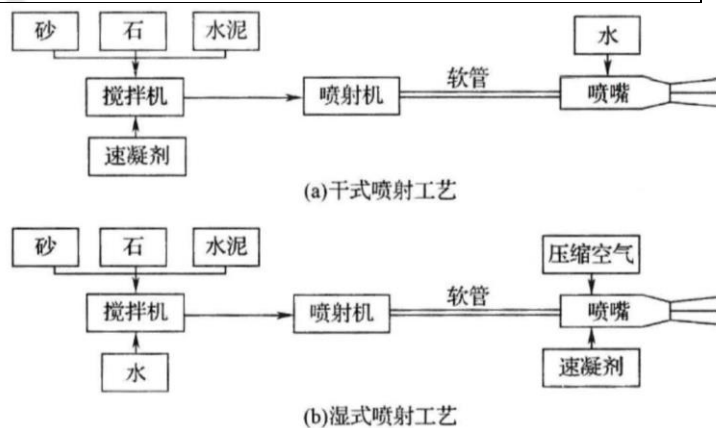 砂 石 水泥 水
搅拌机 喷射机 软管 喷嘴
速凝剂
(a)干式喷射工艺
砂 石 水泥 压缩空气
搅拌机 喷射机 软管 喷嘴
水 速凝剂
(b)湿式喷射工艺